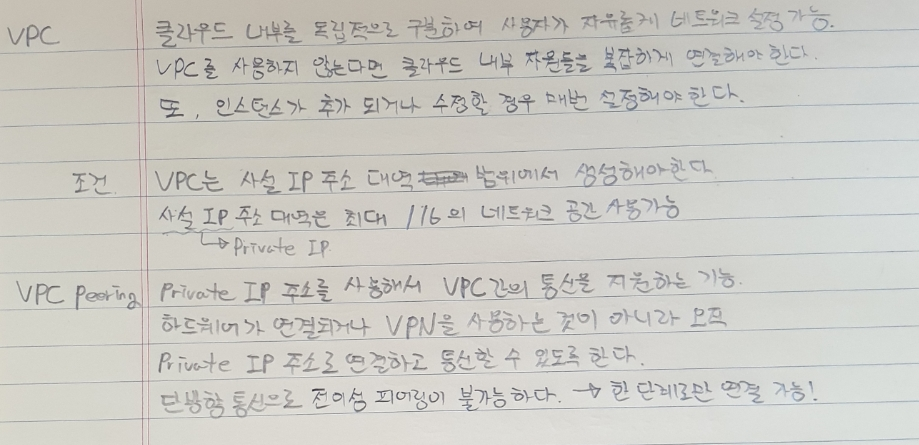 VPC 클라우드 내부를 독립적으로 구분하여 사용자가 자유롭게 네트워크 설정 가능.
VPC를 사용하지 않는다면 클라우드 내부 자원들을 복잡하게 연결해야 한다.
또, 인스턴스가 추가 되거나 수정할 경우 매번 설정해야 한다.
조건 VPC는 사설 IP 주소 대역 범위에서 생성해야한다
사설 IP 주소 대역은 최대 /16의 네트워크 공간 사용가능
↳ Private IP
VPC Peering Private IP 주소를 사용해서 VPC간의 통신을 지원하는 기능.
하드웨어가 연결되거나 VPN을 사용하는 것이 아니라 오직
Private IP 주소로 연결하고 통신할 수 있도록 한다.
단방향 통신으로 전이성 피어링이 불가능하다. → 한 단계로만 연결 가능!